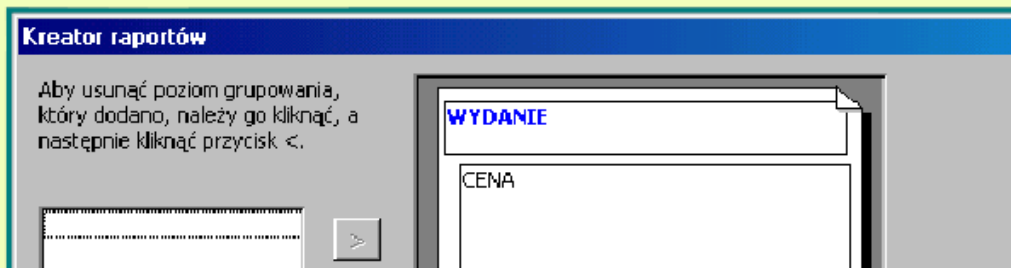 Kreator raportów
Aby usunąć poziom grupowania,
który dodano, należy go kliknąć, a
następnie kliknąć przycisk <.
WYDANIE
CENA
>